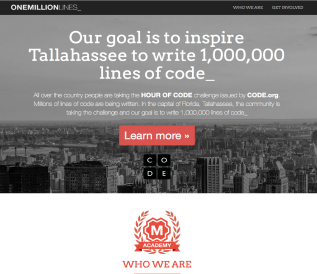 ONEMILLIONLINES_
WHO WE ARE GET INVOLVED
Our goal is to inspire
Tallahassee to write 1,000,000
lines of code_
All over the country people are taking the HOUR OF CODE challenge issued by CODE.org.
Millions of lines of code are being written. In the capital of Florida, Tallahassee, the community is
taking the challenge and our goal is to write 1,000,000 lines of code_
Learn more »
C O
D E
M
ACADEMY
WHO WE ARE